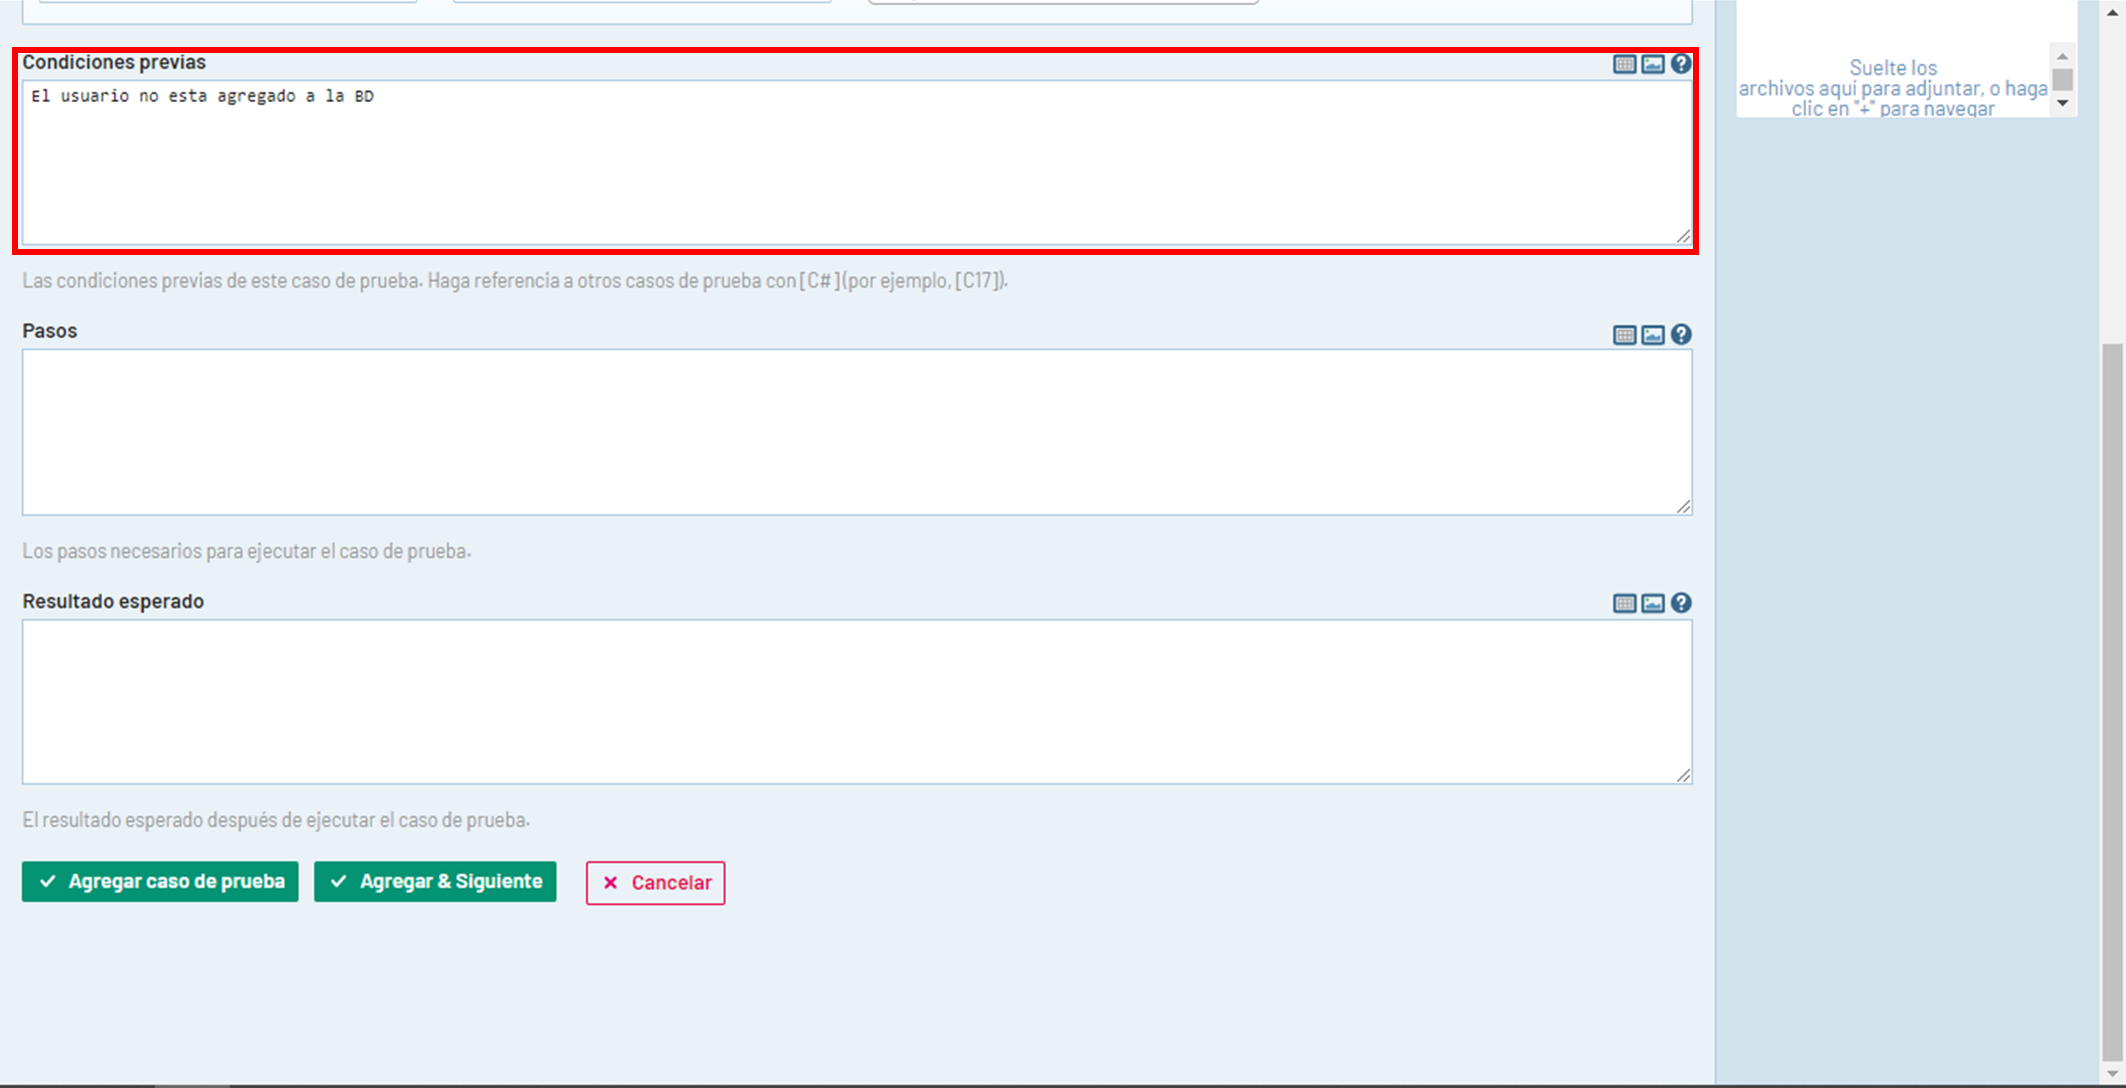 Condiciones previas
El usuario no esta agregado a la BD
Las condiciones previas de este caso de prueba. Haga referencia a otros casos de prueba con [C#](por ejemplo, [C17]).
Pasos
Los pasos necesarios para ejecutar el caso de prueba.
Resultado esperado
El resultado esperado después de ejecutar el caso de prueba.
Agregar caso de prueba
Agregar & Siguiente
Cancelar
Suelte los
archivos aquí para adjuntar, o haga
clic en "+" para navegar